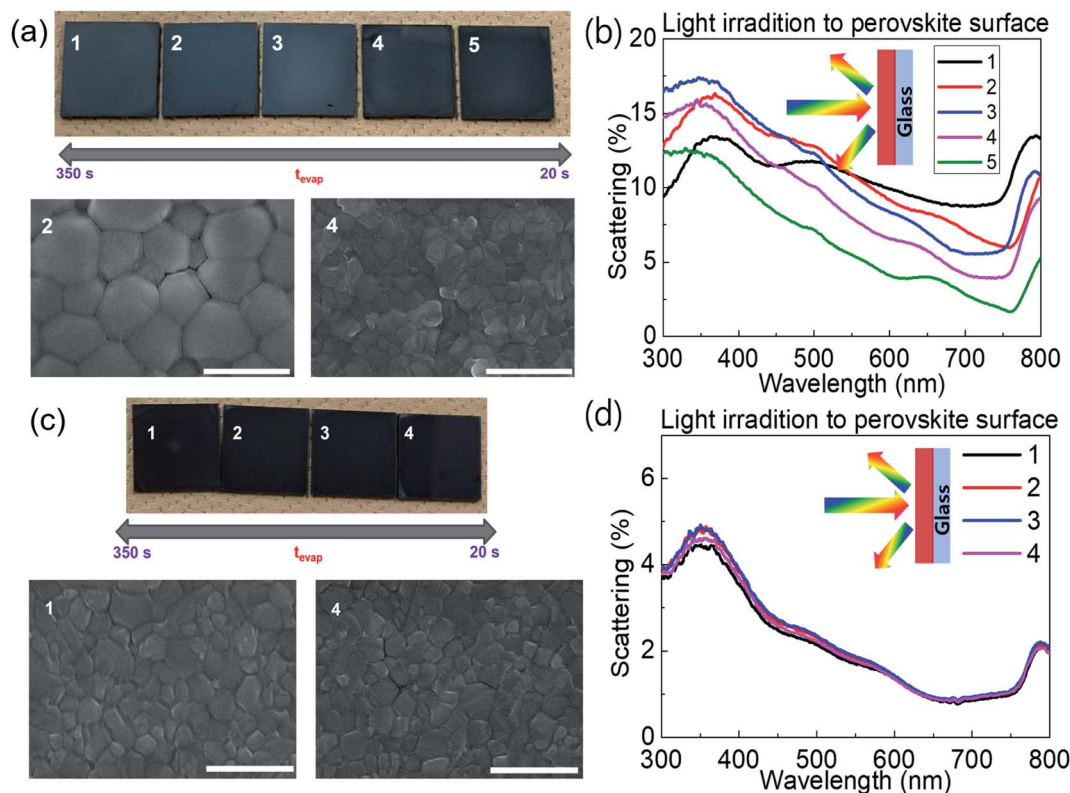 (a)
1 2 3 4 5
350 s
t_evap
20 s
2
4
(b)
Light irradition to perovskite surface
20
15
10
5
0
Scattering (%)
Glass
1
2
3
4
5
300 400 500 600 700 800
Wavelength (nm)
(c)
1 2 3 4
350 s
t_evap
20 s
1
4
(d)
Light irradition to perovskite surface
6
4
2
0
Scattering (%)
Glass
1
2
3
4
300 400 500 600 700 800
Wavelength (nm)